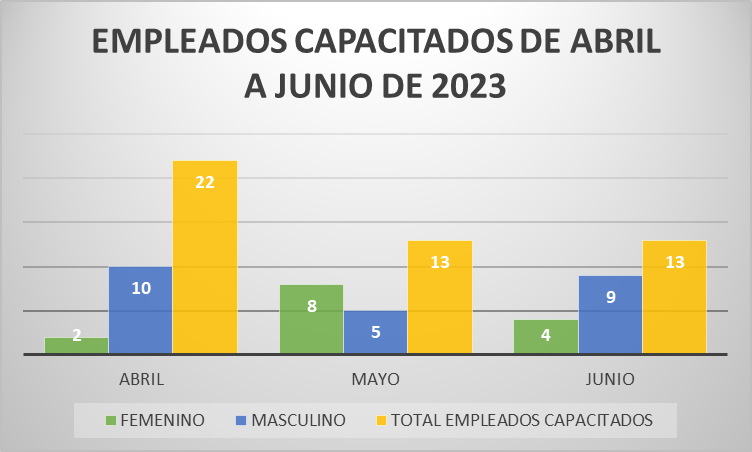 EMPLEADOS CAPACITADOS DE ABRIL
A JUNIO DE 2023
22
10
2
8
5
13
4
9
13
ABRIL MAYO JUNIO
FEMENINO MASCULINO TOTAL EMPLEADOS CAPACITADOS